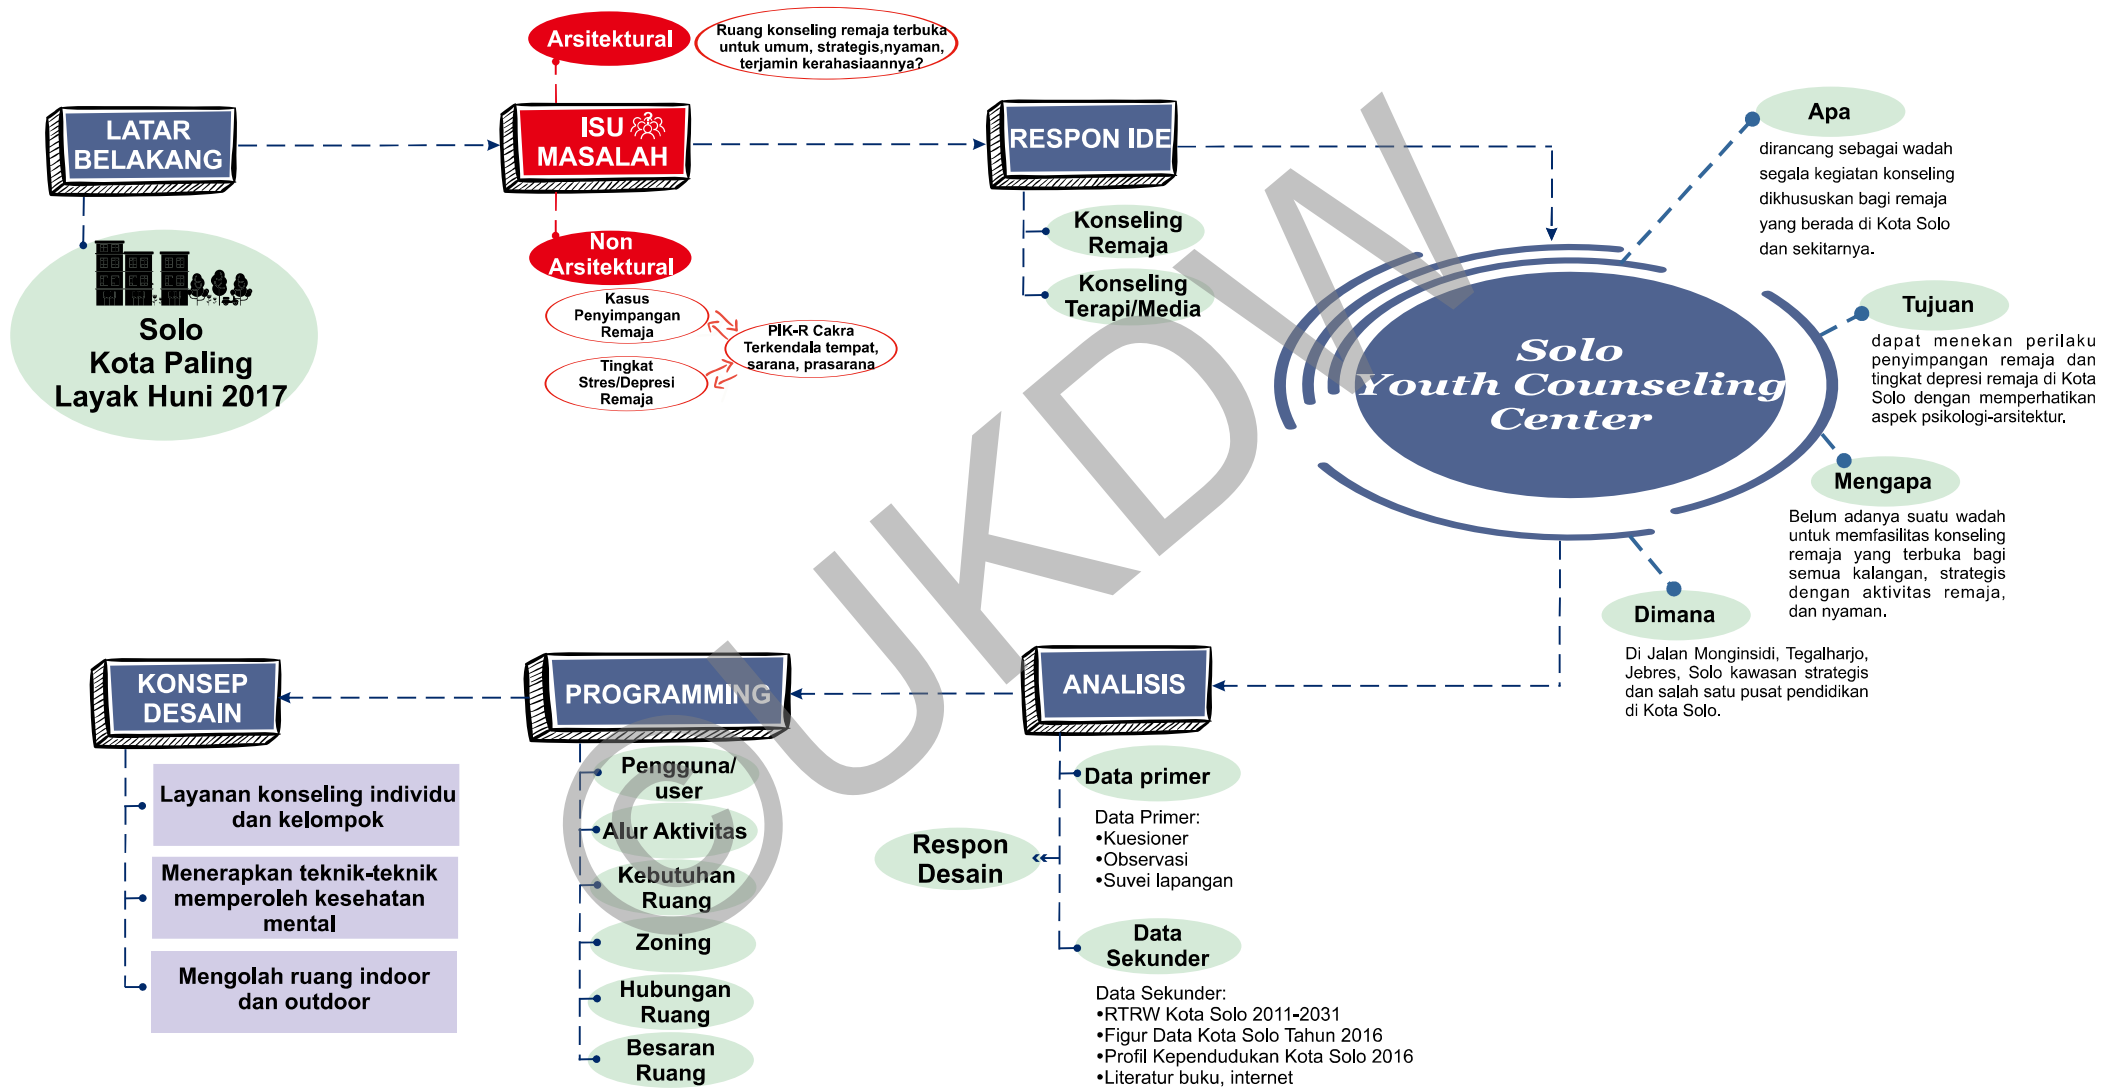 Arsitektural
Ruang konseling remaja terbuka
untuk umum, strategis,nyaman,
terjamin kerahasiaannya?
LATAR
BELAKANG
ISU
MASALAH
RESPON IDE
Solo
Kota Paling
Layak Huni 2017
Non
Arsitektural
Kasus
Penyimpangan
Remaja
Tingkat
Stres/Depresi
Remaja
PIK-R Cakra
Terkendala tempat,
sarana, prasarana
Konseling
Remaja
Konseling
Terapi/Media
Solo
Youth Counseling
Center
Apa
dirancang sebagai wadah
segala kegiatan konseling
dikhususkan bagi remaja
yang berada di Kota Solo
dan sekitarnya.
Tujuan
dapat menekan perilaku
penyimpangan remaja dan
tingkat depresi remaja di Kota
Solo dengan memperhatikan
aspek psikologi-arsitektur.
Mengapa
Belum adanya suatu wadah
untuk memfasilitas konseling
remaja yang terbuka bagi
semua kalangan, strategis
dengan aktivitas remaja,
dan nyaman.
Dimana
Di Jalan Monginsidi, Tegalharjo,
Jebres, Solo kawasan strategis
dan salah satu pusat pendidikan
di Kota Solo.
ANALISIS
Data primer
Data Primer:
•Kuesioner
•Observasi
•Suvei lapangan
Respon
Desain
Data
Sekunder
Data Sekunder:
•RTRW Kota Solo 2011-2031
•Figur Data Kota Solo Tahun 2016
•Profil Kependudukan Kota Solo 2016
•Literatur buku, internet
PROGRAMMING
Pengguna/
user
Alur Aktivitas
Kebutuhan
Ruang
Zoning
Hubungan
Ruang
Besaran
Ruang
KONSEP
DESAIN
Layanan konseling individu
dan kelompok
Menerapkan teknik-teknik
memperoleh kesehatan
mental
Mengolah ruang indoor
dan outdoor
©UKDW